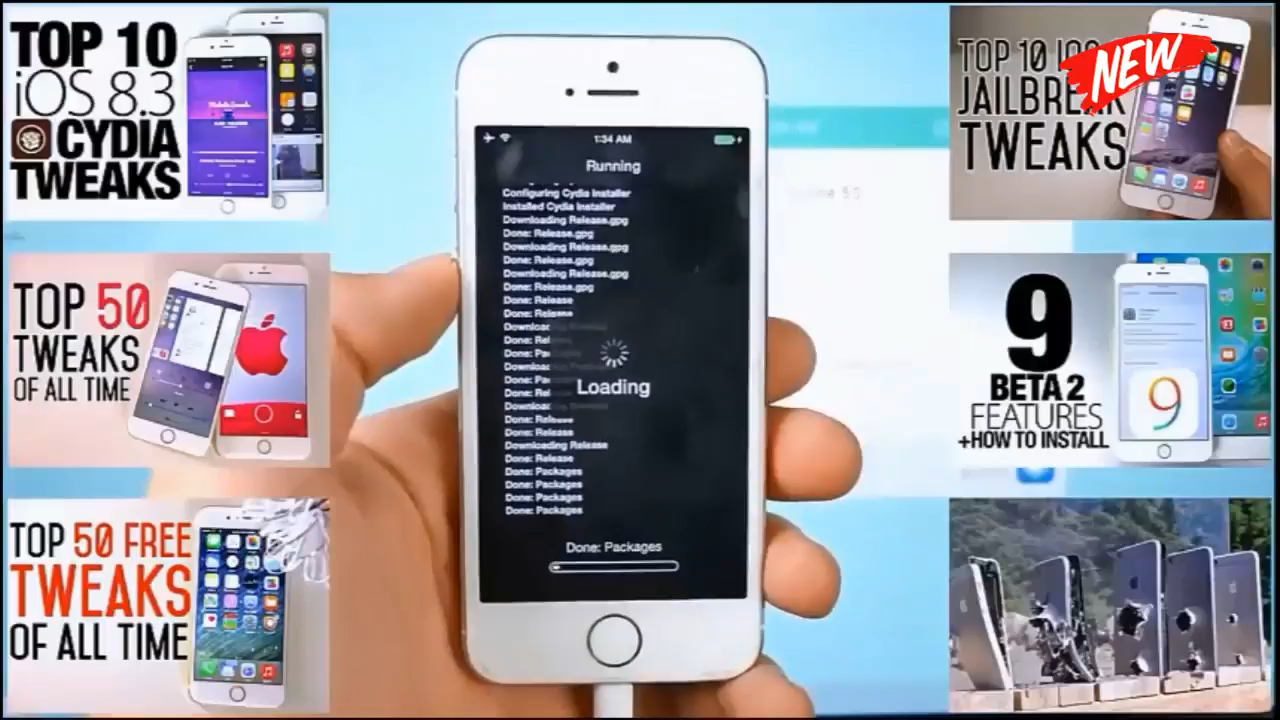 TOP 10
iOS 8.3
CYDIA
TWEAKS
TOP 50
TWEAKS
OF ALL TIME
TOP 50 FREE
TWEAKS
OF ALL TIME
1:34 AM
Running
Configuring Cydia Installer
Installed Cydia Installer
Downloading Release.gpg
Done: Release.gpg
Downloading Release.gpg
Done: Release.gpg
Downloading Release.gpg
Done: Release.gpg
Done: Release
Done: Release
Done:
Done:
Done:
Done:
Done: Release
Done: Release
Downloading Release
Done: Release
Done: Packages
Done: Packages
Done: Packages
Done: Packages
Loading
Done: Packages
TOP 10
NEW
TWEAKS
9
BETA 2
FEATURES
+HOW TO INSTALL
9